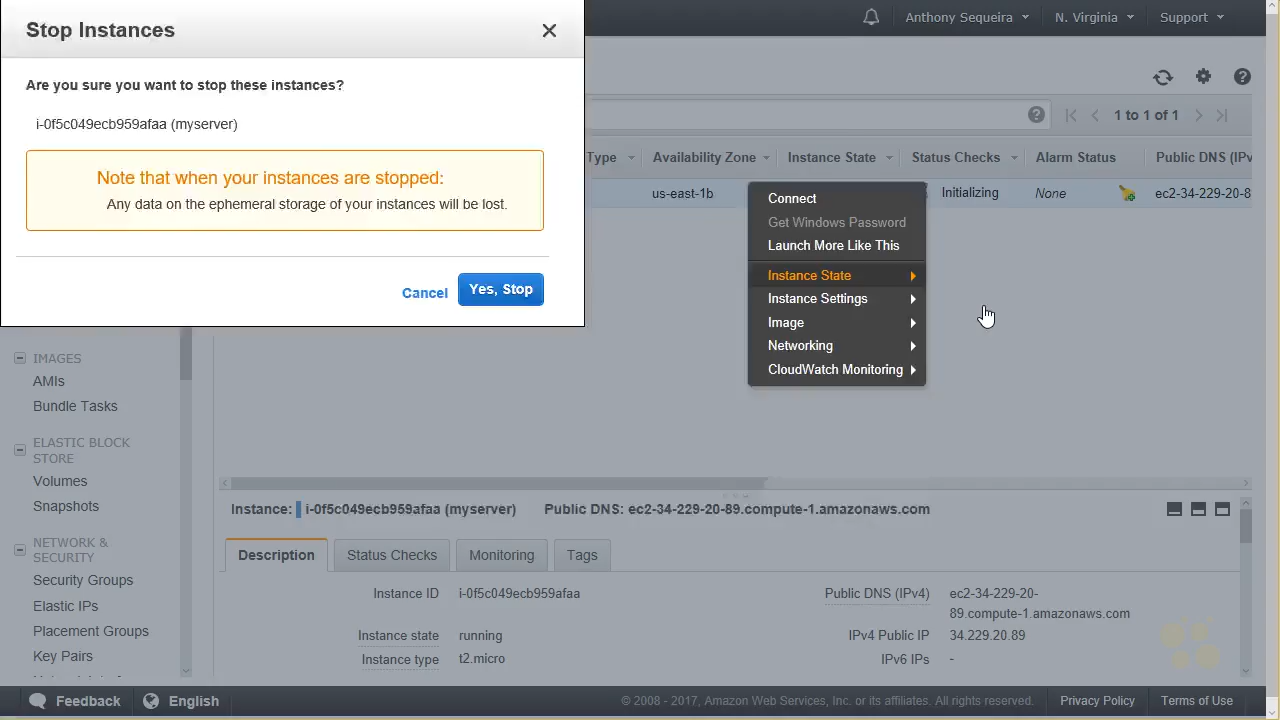 Stop Instances
Are you sure you want to stop these instances?
i-0f5c049ecb959afaa (myserver)
Note that when your instances are stopped:
Any data on the ephemeral storage of your instances will be lost.
Cancel
Yes, Stop
Anthony Sequeira
N. Virginia
Support
1 to 1 of 1
Type
Availability Zone
Instance State
Status Checks
Alarm Status
Public DNS (IPv
us-east-1b
Initializing
None
ec2-34-229-20-8
Connect
Get Windows Password
Launch More Like This
Instance State
Instance Settings
Image
Networking
CloudWatch Monitoring
IMAGES
AMIs
Bundle Tasks
ELASTIC BLOCK
STORE
Volumes
Snapshots
NETWORK &
SECURITY
Security Groups
Elastic IPs
Placement Groups
Key Pairs
Instance: i-0f5c049ecb959afaa (myserver) Public DNS: ec2-34-229-20-89.compute-1.amazonaws.com
Description
Status Checks
Monitoring
Tags
Instance ID i-0f5c049ecb959afaa
Instance state running
Instance type t2.micro
Public DNS (IPv4) ec2-34-229-20-
89.compute-1.amazonaws.com
IPv4 Public IP 34.229.20.89
IPv6 IPs -
Feedback
English
© 2008 - 2017, Amazon Web Services, Inc. or its affiliates. All rights reserved.
Privacy Policy
Terms of Use